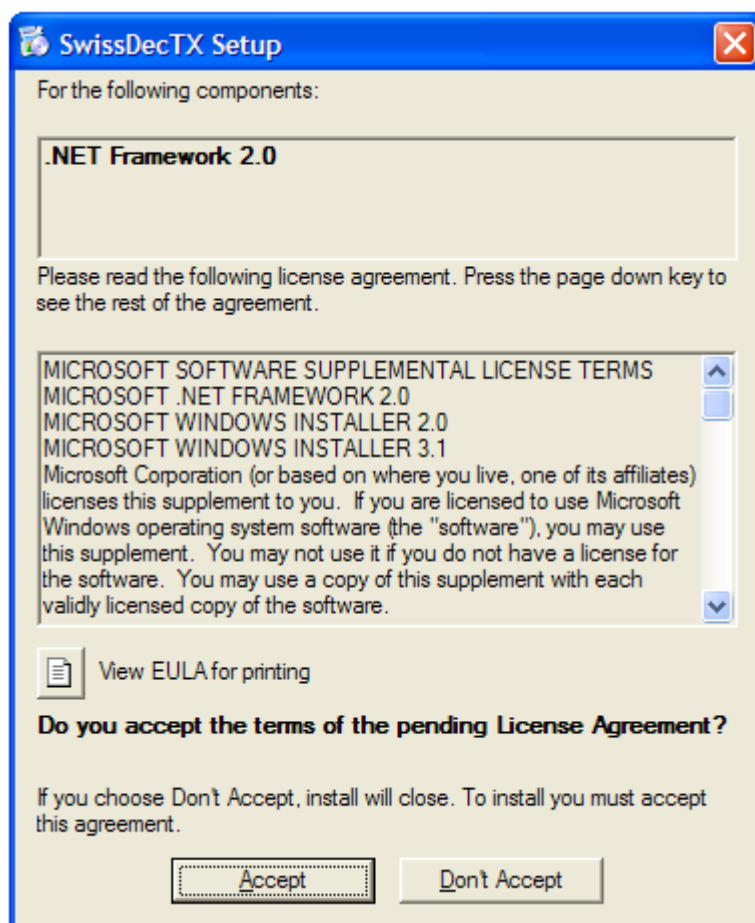 SwissDecTX Setup
For the following components:
.NET Framework 2.0
Please read the following license agreement. Press the page down key to
see the rest of the agreement.
MICROSOFT SOFTWARE SUPPLEMENTAL LICENSE TERMS
MICROSOFT .NET FRAMEWORK 2.0
MICROSOFT WINDOWS INSTALLER 2.0
MICROSOFT WINDOWS INSTALLER 3.1
Microsoft Corporation (or based on where you live, one of its affiliates)
licenses this supplement to you.  If you are licensed to use Microsoft
Windows operating system software (the "software"), you may use
this supplement.  You may not use it if you do not have a license for
the software.  You may use a copy of this supplement with each
validly licensed copy of the software.
View EULA for printing
Do you accept the terms of the pending License Agreement?
If you choose Don't Accept, install will close. To install you must accept
this agreement.
Accept
Don't Accept